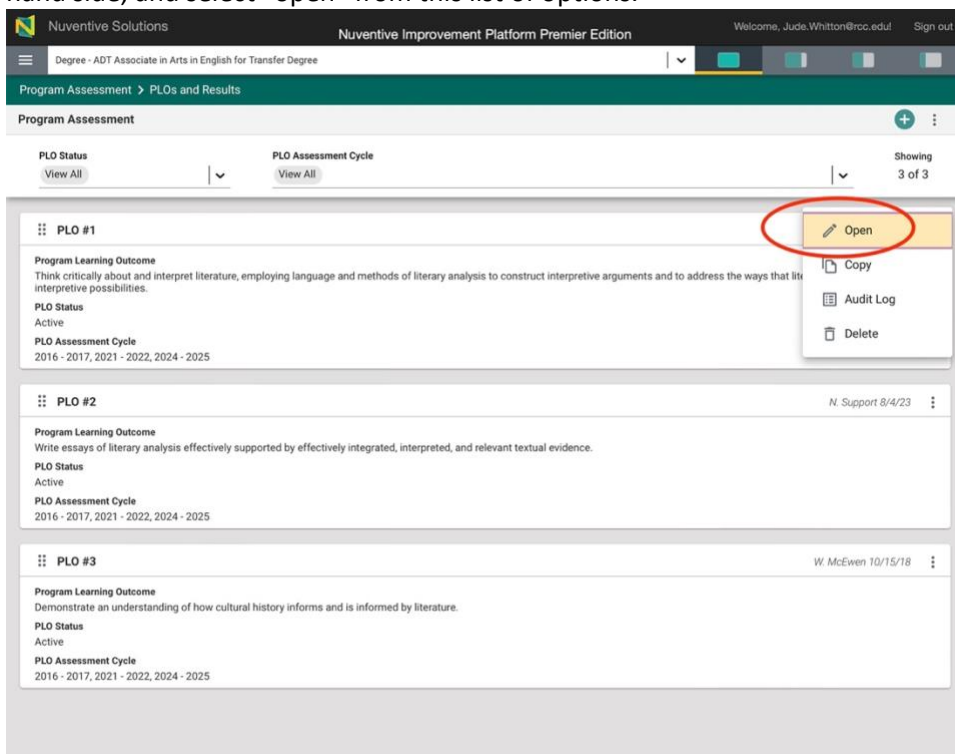 hand side, and select "open" from this list of options.
Nuventive Solutions
Nuventive Improvement Platform Premier Edition
Welcome, Jude.Whitton@rcc.edu! Sign out
Degree - ADT Associate in Arts in English for Transfer Degree
Program Assessment > PLOs and Results
Program Assessment
PLO Status PLO Assessment Cycle Showing
View All View All 3 of 3
PLO #1
Open
Copy
Audit Log
Delete
Program Learning Outcome
Think critically about and interpret literature, employing language and methods of literary analysis to construct interpretive arguments and to address the ways that
interpretive possibilities.
PLO Status
Active
PLO Assessment Cycle
2016 - 2017, 2021 - 2022, 2024 - 2025
PLO #2 N. Support 8/4/23
Program Learning Outcome
Write essays of literary analysis effectively supported by effectively integrated, interpreted, and relevant textual evidence.
PLO Status
Active
PLO Assessment Cycle
2016 - 2017, 2021 - 2022, 2024 - 2025
PLO #3 W. McEwen 10/15/18
Program Learning Outcome
Demonstrate an understanding of how cultural history informs and is informed by literature.
PLO Status
Active
PLO Assessment Cycle
2016 - 2017, 2021 - 2022, 2024 - 2025